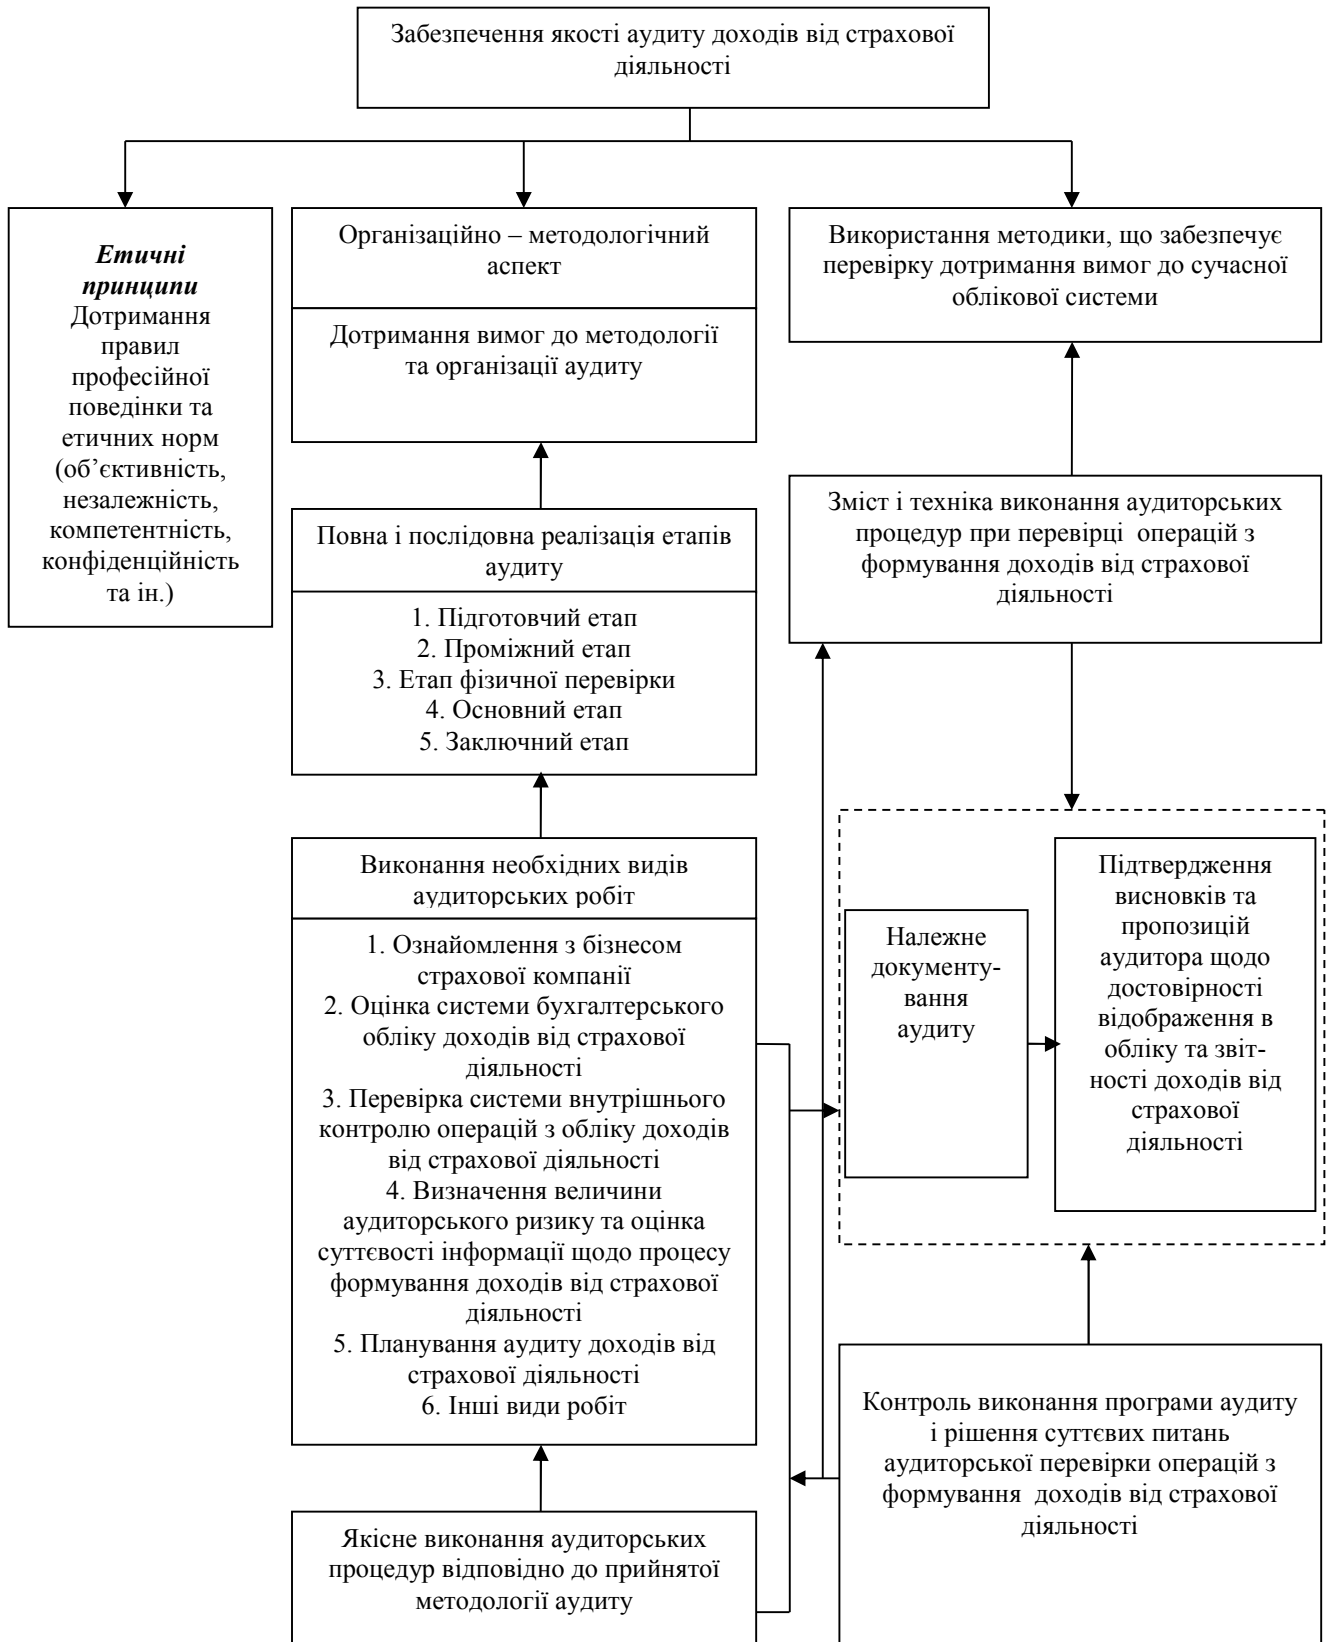 Забезпечення якості аудиту доходів від страхової
діяльності
Етичні
принципи
Дотримання
правил
професійної
поведінки та
етичних норм
(об’єктивність,
незалежність,
компетентність,
конфіденційність
та ін.)
Організаційно – методологічний
аспект
Дотримання вимог до методології
та організації аудиту
Використання методики, що забезпечує
перевірку дотримання вимог до сучасної
облікової системи
Повна і послідовна реалізація етапів
аудиту
1. Підготовчий етап
2. Проміжний етап
3. Етап фізичної перевірки
4. Основний етап
5. Заключний етап
Зміст і техніка виконання аудиторських
процедур при перевірці операцій з
формування доходів від страхової
діяльності
Виконання необхідних видів
аудиторських робіт
1. Ознайомлення з бізнесом
страхової компанії
2. Оцінка системи бухгалтерського
обліку доходів від страхової
діяльності
3. Перевірка системи внутрішнього
контролю операцій з обліку доходів
від страхової діяльності
4. Визначення величини
аудиторського ризику та оцінка
суттєвості інформації щодо процесу
формування доходів від страхової
діяльності
5. Планування аудиту доходів від
страхової діяльності
6. Інші види робіт
Належне
документу-
вання
аудиту
Підтвердження
висновків та
пропозицій
аудитора щодо
достовірності
відображення в
обліку та звіт-
ності доходів від
страхової
діяльності
Якісне виконання аудиторських
процедур відповідно до прийнятої
методології аудиту
Контроль виконання програми аудиту
і рішення суттєвих питань
аудиторської перевірки операцій з
формування доходів від страхової
діяльності